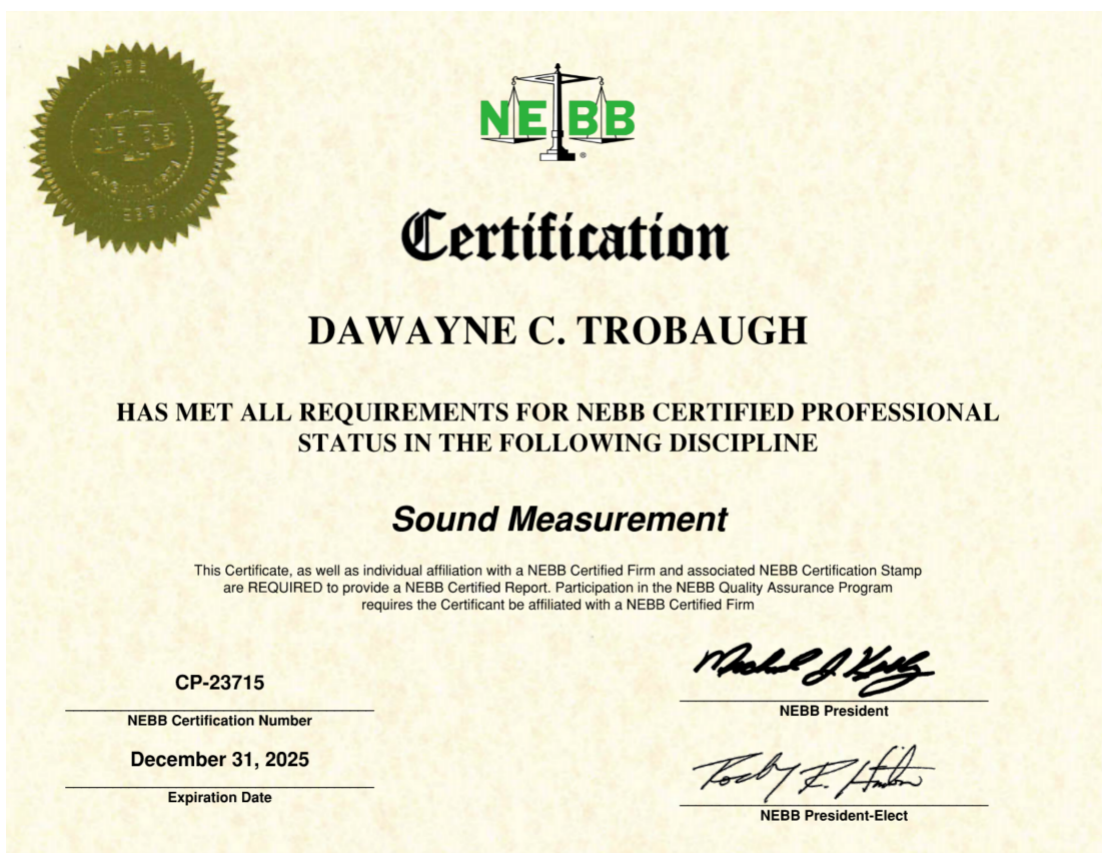 NEBB
NEBB
Certification
DAWAYNE C. TROBAUGH
HAS MET ALL REQUIREMENTS FOR NEBB CERTIFIED PROFESSIONAL
STATUS IN THE FOLLOWING DISCIPLINE
Sound Measurement
This Certificate, as well as individual affiliation with a NEBB Certified Firm and associated NEBB Certification Stamp
are REQUIRED to provide a NEBB Certified Report. Participation in the NEBB Quality Assurance Program
requires the Certificant be affiliated with a NEBB Certified Firm
CP-23715
NEBB Certification Number
December 31, 2025
Expiration Date
NEBB President
NEBB President-Elect